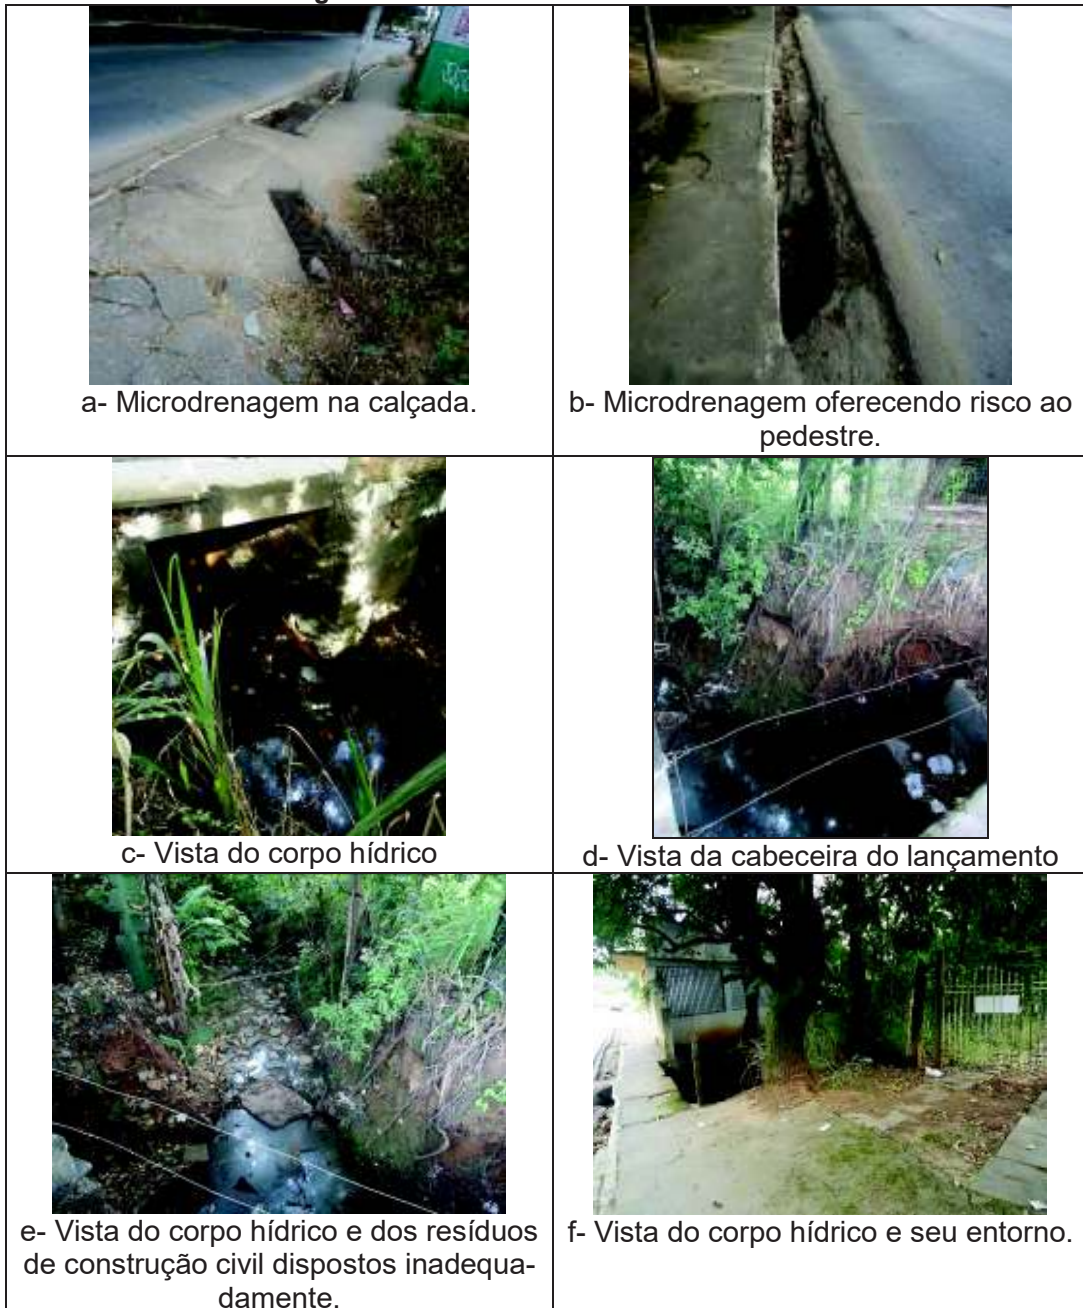 a- Microdrenagem na calçada.
b- Microdrenagem oferecendo risco ao
pedestre.
c- Vista do corpo hídrico
d- Vista da cabeceira do lançamento
e- Vista do corpo hídrico e dos resíduos
de construção civil dispostos inadequa-
damente.
f- Vista do corpo hídrico e seu entorno.